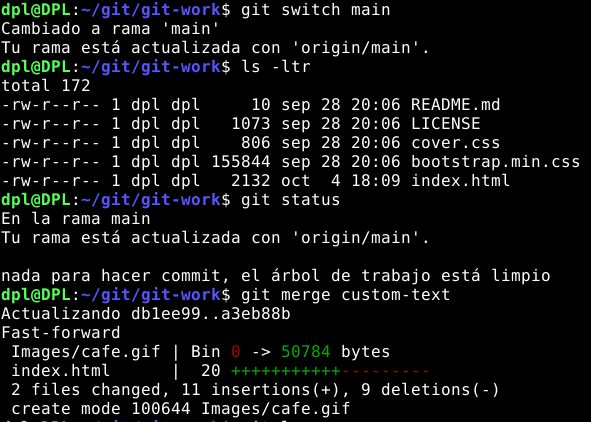 dpl@DPL:~/git/git-work$ git switch main
Cambiado a rama 'main'
Tu rama está actualizada con 'origin/main'.
dpl@DPL:~/git/git-work$ ls -ltr
total 172
-rw-r--r-- 1 dpl dpl     10 sep 28 20:06 README.md
-rw-r--r-- 1 dpl dpl   1073 sep 28 20:06 LICENSE
-rw-r--r-- 1 dpl dpl    806 sep 28 20:06 cover.css
-rw-r--r-- 1 dpl dpl 155844 sep 28 20:06 bootstrap.min.css
-rw-r--r-- 1 dpl dpl   2132 oct  4 18:09 index.html
dpl@DPL:~/git/git-work$ git status
En la rama main
Tu rama está actualizada con 'origin/main'.

nada para hacer commit, el árbol de trabajo está limpio
dpl@DPL:~/git/git-work$ git merge custom-text
Actualizando db1ee99..a3eb88b
Fast-forward
 Images/cafe.gif | Bin 0 -> 50784 bytes
 index.html      |  20 +++++++++++---------
 2 files changed, 11 insertions(+), 9 deletions(-)
 create mode 100644 Images/cafe.gif